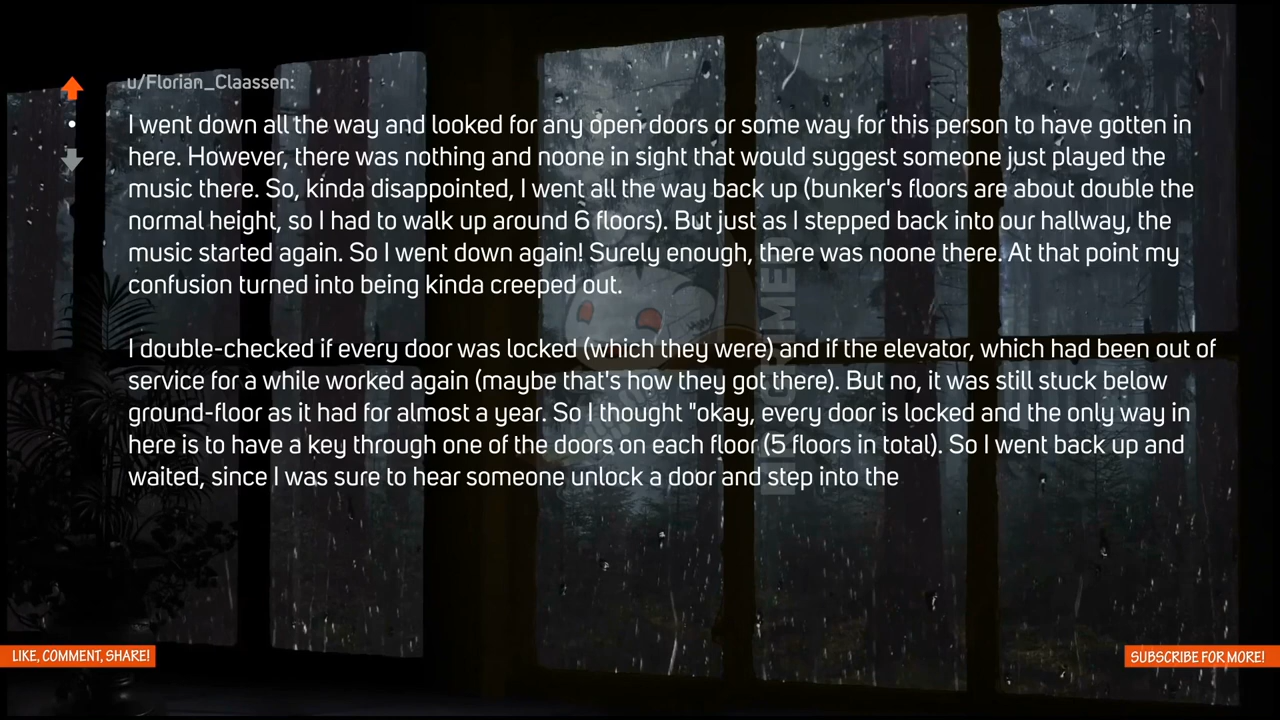 u/Florian_Claassen:
I went down all the way and looked for any open doors or some way for this person to have gotten in
here. However, there was nothing and noone in sight that would suggest someone just played the
music there. So, kinda disappointed, I went all the way back up (bunker's floors are about double the
normal height, so I had to walk up around 6 floors). But just as I stepped back into our hallway, the
music started again. So I went down again! Surely enough, there was noone there. At that point my
confusion turned into being kinda creeped out.
I double-checked if every door was locked (which they were) and if the elevator, which had been out of
service for a while worked again (maybe that's how they got there). But no, it was still stuck below
ground-floor as it had for almost a year. So I thought "okay, every door is locked and the only way in
here is to have a key through one of the doors on each floor (5 floors in total). So I went back up and
waited, since I was sure to hear someone unlock a door and step into the
LIKE, COMMENT, SHARE!
SUBSCRIBE FOR MORE!